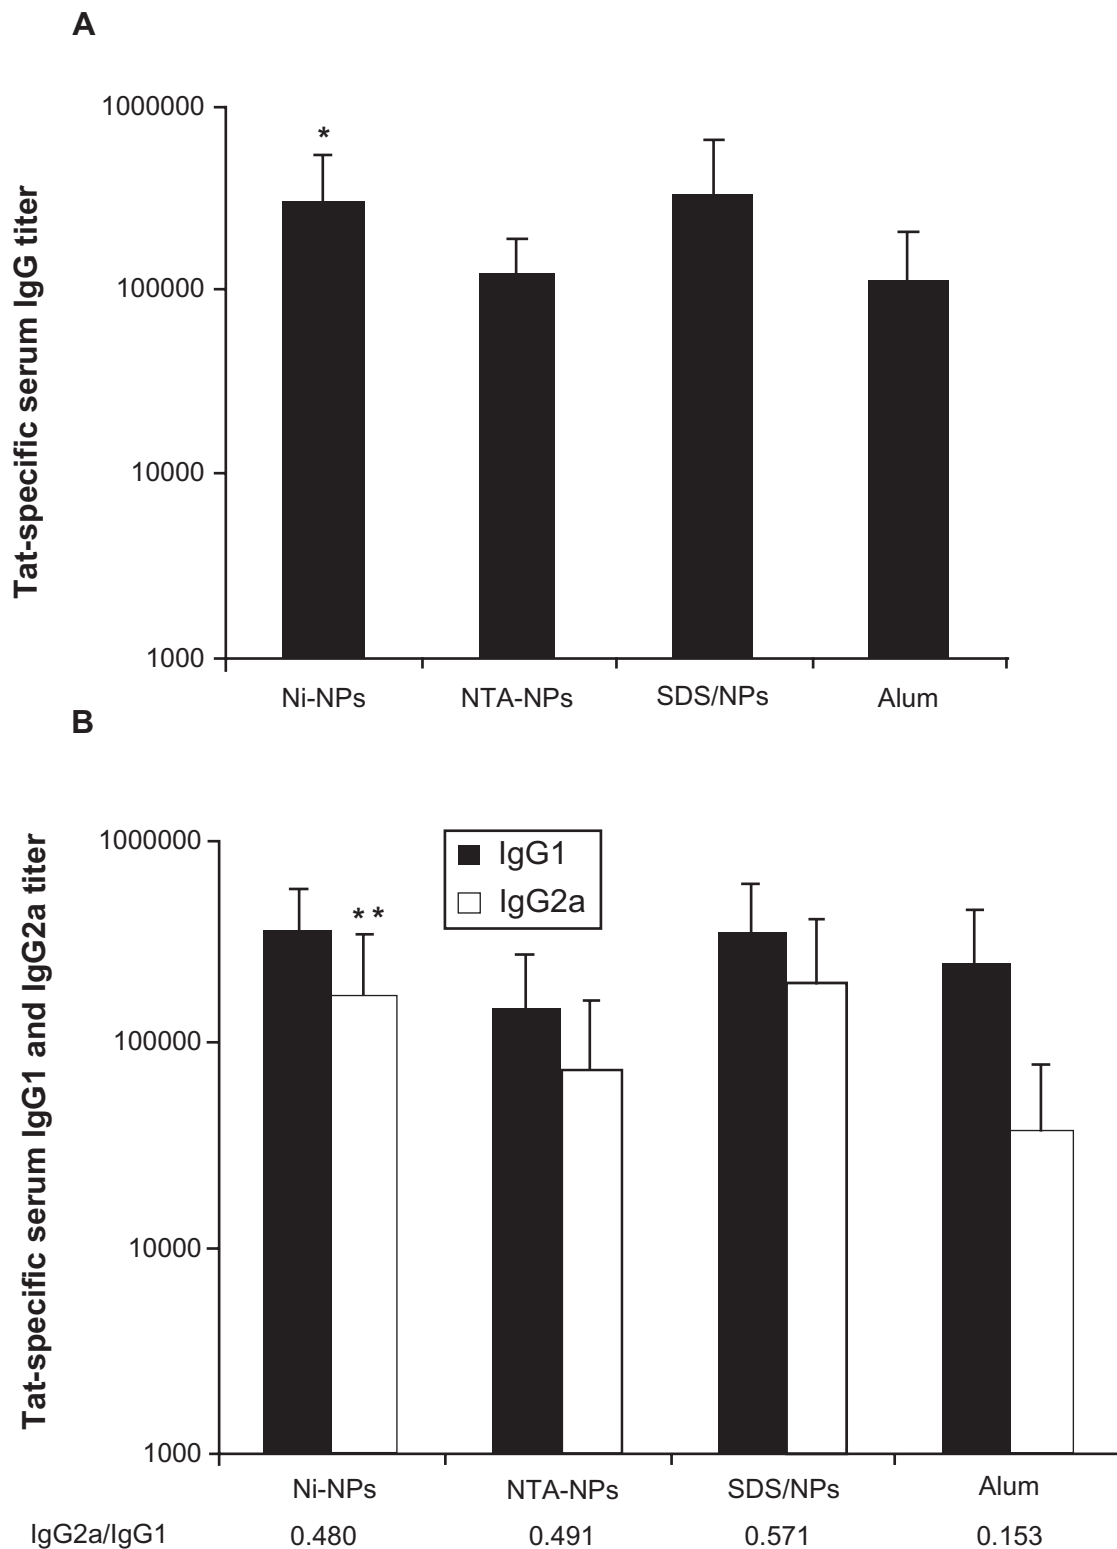 A
Tat-specific serum IgG titer
1000000
100000
10000
1000
*
Ni-NPs NTA-NPs SDS/NPs Alum
B
Tat-specific serum IgG1 and IgG2a titer
1000000
100000
10000
1000
IgG1
IgG2a
* *
Ni-NPs NTA-NPs SDS/NPs Alum
IgG2a/IgG1 0.480 0.491 0.571 0.153